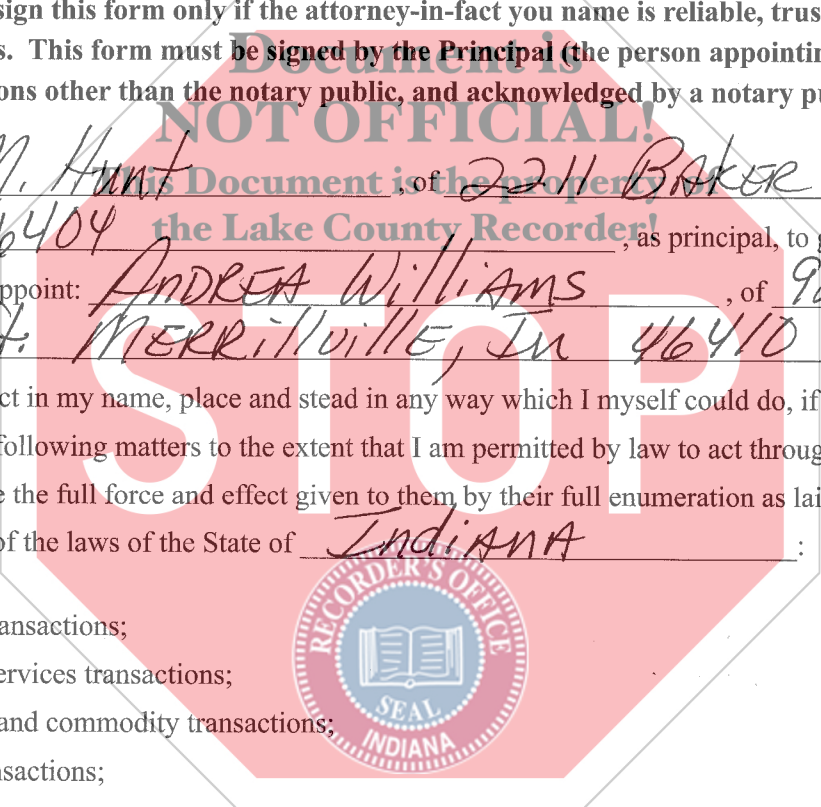 sign this form only if the attorney-in-fact you name is reliable, trus
s. This form must be signed by the Principal (the person appointin
ons other than the notary public, and acknowledged by a notary pu
Document is
NOT OFFICIAL!
This Document is the property of
the Lake County Recorder!
M. Hunt , of 2211 BAKER
6404 , as principal, to g
ppoint: ANDREA Williams , of
MERRillville, In 46410
STOP
ct in my name, place and stead in any way which I myself could do, if
following matters to the extent that I am permitted by law to act throug
e the full force and effect given to them by their full enumeration as lai
of the laws of the State of IndiANA :
ansactions;
ervices transactions;
and commodity transactions;
nsactions;
RECORDER'S OFFICE
SEAL
INDIANA